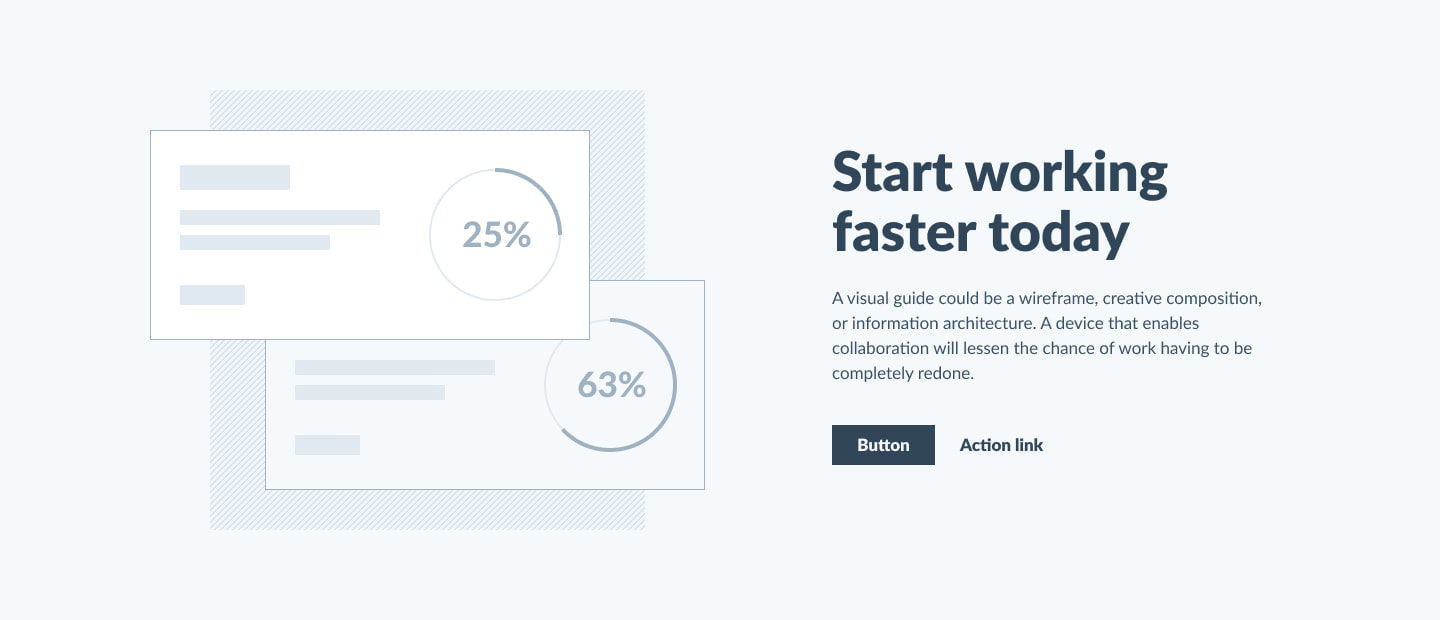 25%
63%
Start working
faster today
A visual guide could be a wireframe, creative composition,
or information architecture. A device that enables
collaboration will lessen the chance of work having to be
completely redone.
Button
Action link